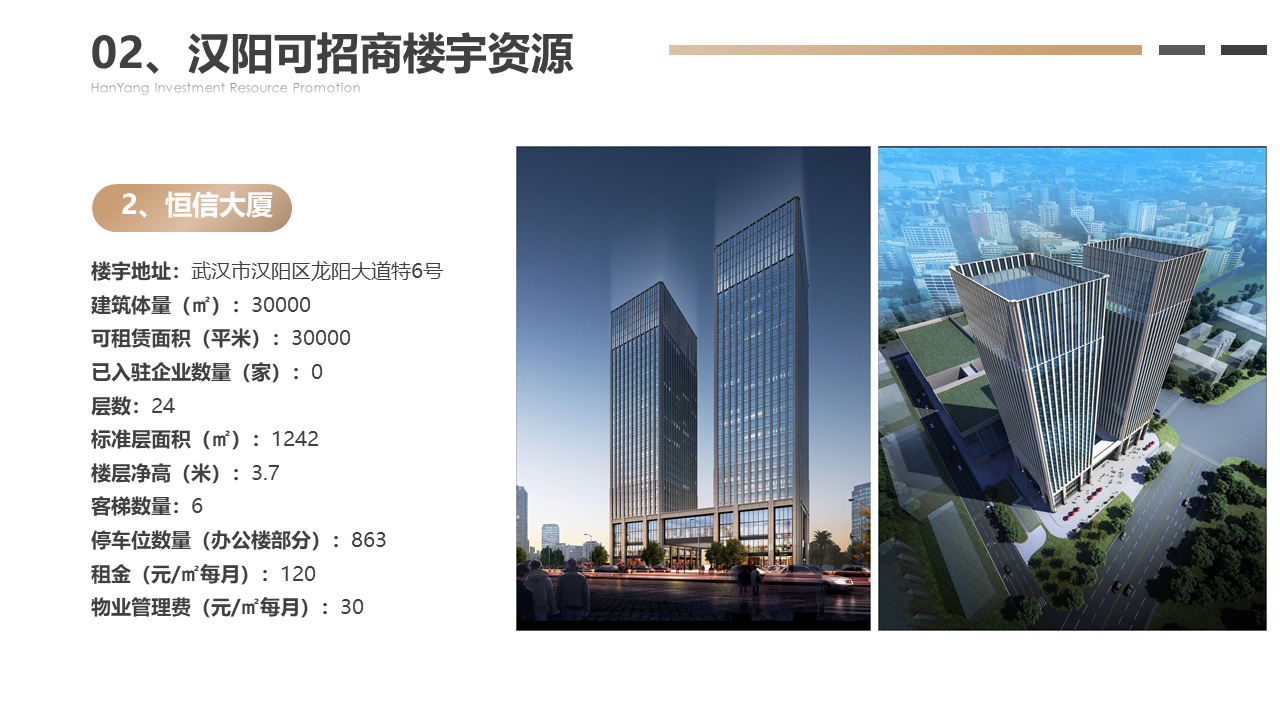 02、汉阳可招商楼宇资源
HanYang Investment Resource Promotion
2、恒信大厦
楼宇地址：武汉市汉阳区龙阳大道特6号
建筑体量（㎡）：30000
可租赁面积（平米）：30000
已入驻企业数量（家）：0
层数：24
标准层面积（㎡）：1242
楼层净高（米）：3.7
客梯数量：6
停车位数量（办公楼部分）：863
租金（元/㎡每月）：120
物业管理费（元/㎡每月）：30